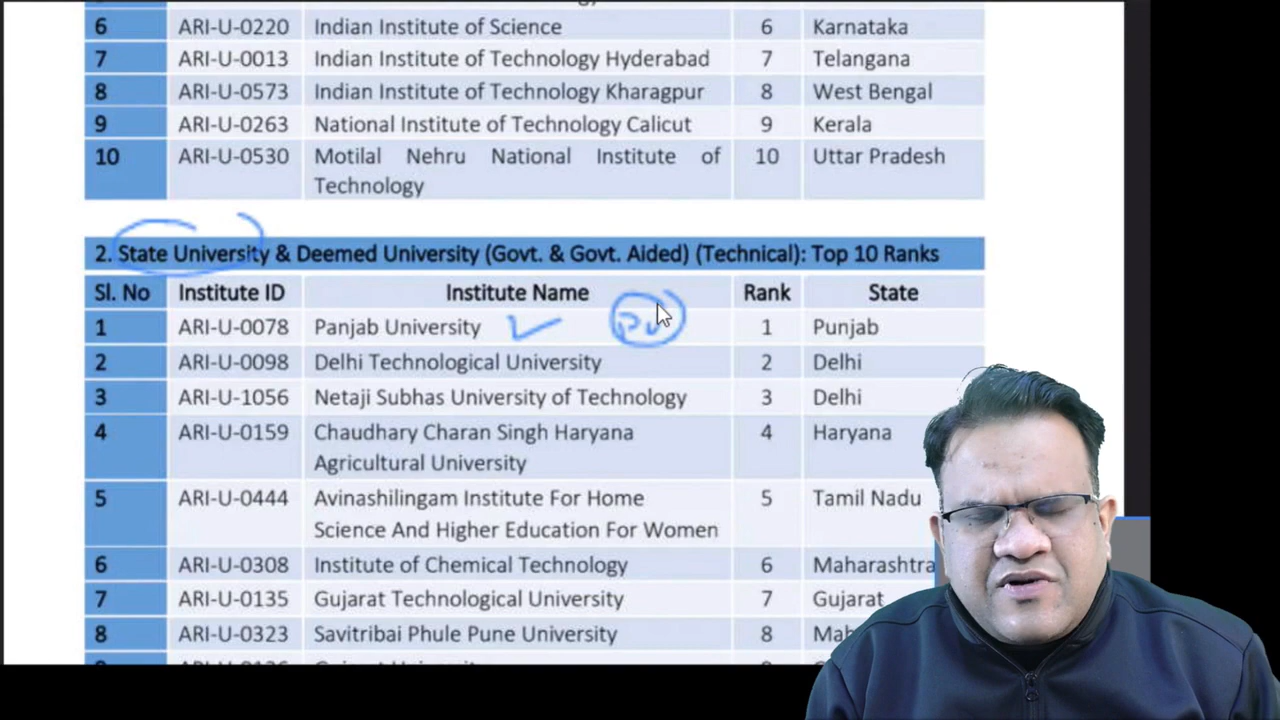 6 ARI-U-0220 Indian Institute of Science 6 Karnataka
7 ARI-U-0013 Indian Institute of Technology Hyderabad 7 Telangana
8 ARI-U-0573 Indian Institute of Technology Kharagpur 8 West Bengal
9 ARI-U-0263 National Institute of Technology Calicut 9 Kerala
10 ARI-U-0530 Motilal Nehru National Institute of 10 Uttar Pradesh
Technology
2. State University & Deemed University (Govt. & Govt. Aided) (Technical): Top 10 Ranks
Sl. No Institute ID Institute Name Rank State
1 ARI-U-0078 Panjab University PU 1 Punjab
2 ARI-U-0098 Delhi Technological University 2 Delhi
3 ARI-U-1056 Netaji Subhas University of Technology 3 Delhi
4 ARI-U-0159 Chaudhary Charan Singh Haryana 4 Haryana
Agricultural University
5 ARI-U-0444 Avinashilingam Institute For Home 5 Tamil Nadu
Science And Higher Education For Women
6 ARI-U-0308 Institute of Chemical Technology 6 Maharashtra
7 ARI-U-0135 Gujarat Technological University 7 Gujarat
8 ARI-U-0323 Savitribai Phule Pune University 8